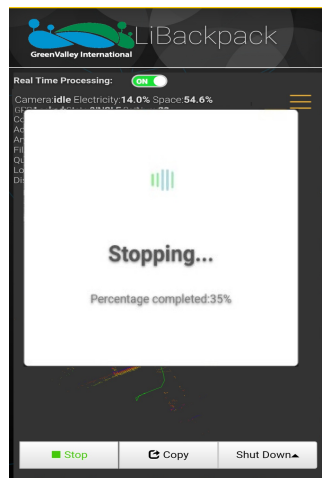 LiBackpack
GreenValley International
Real Time Processing: ON
Camera:idle Electricity:14.0% Space:54.6%
Stopping...
Percentage completed:35%
Stop
Copy
Shut Down